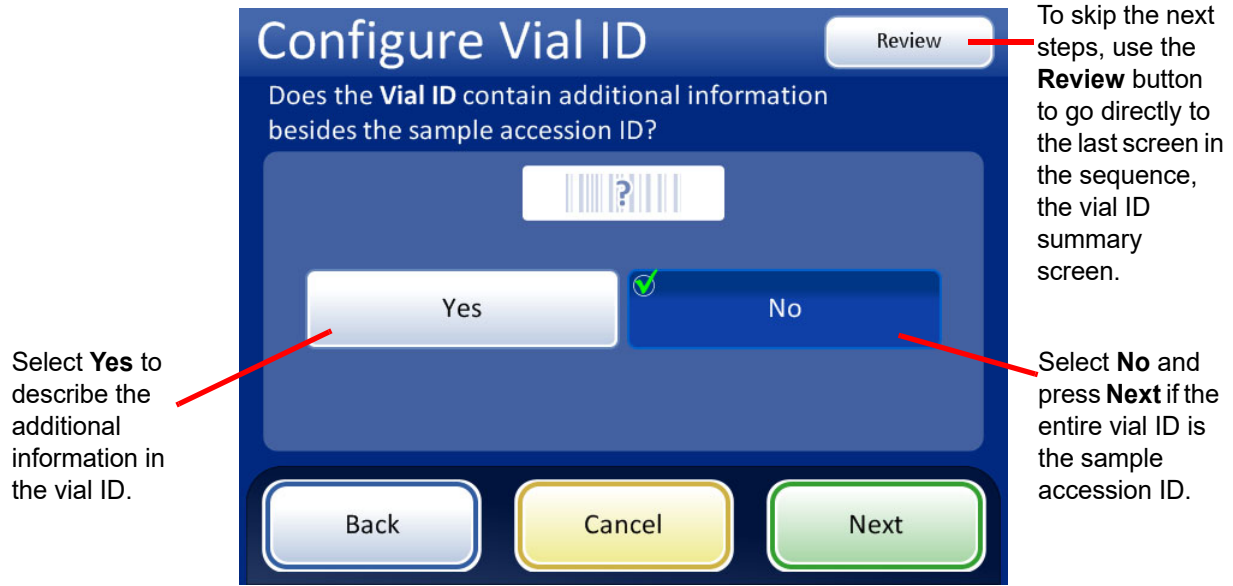 Configure Vial ID
Review
Does the Vial ID contain additional information
besides the sample accession ID?
?
Yes
No
Back
Cancel
Next
To skip the next
steps, use the
Review button
to go directly to
the last screen in
the sequence,
the vial ID
summary
screen.
Select Yes to
describe the
additional
information in
the vial ID.
Select No and
press Next if the
entire vial ID is
the sample
accession ID.